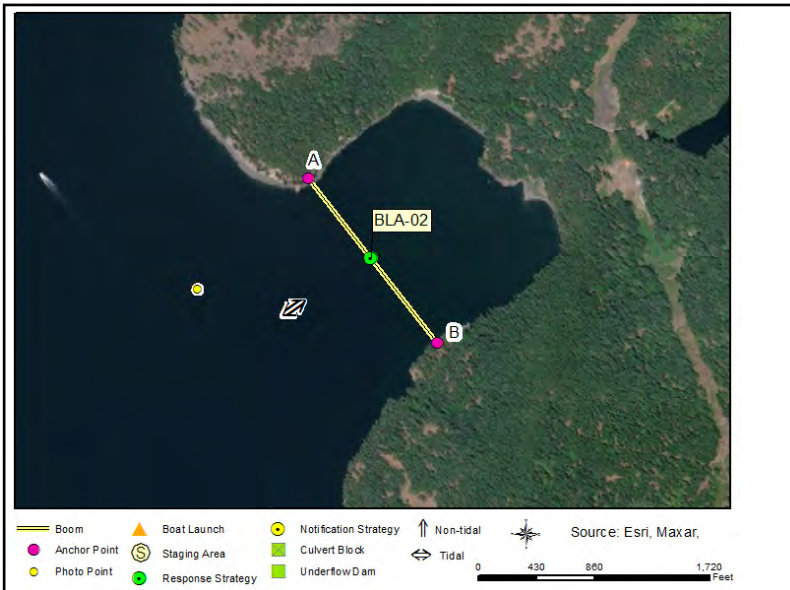 A
BLA-02
B
Boom
Boat Launch
Notification Strategy
Non-tidal
Source: Esri, Maxar,
Anchor Point
S
Staging Area
Culvert Block
Tidal
Photo Point
Response Strategy
Underflow Dam
0 430 860 1,720
Feet